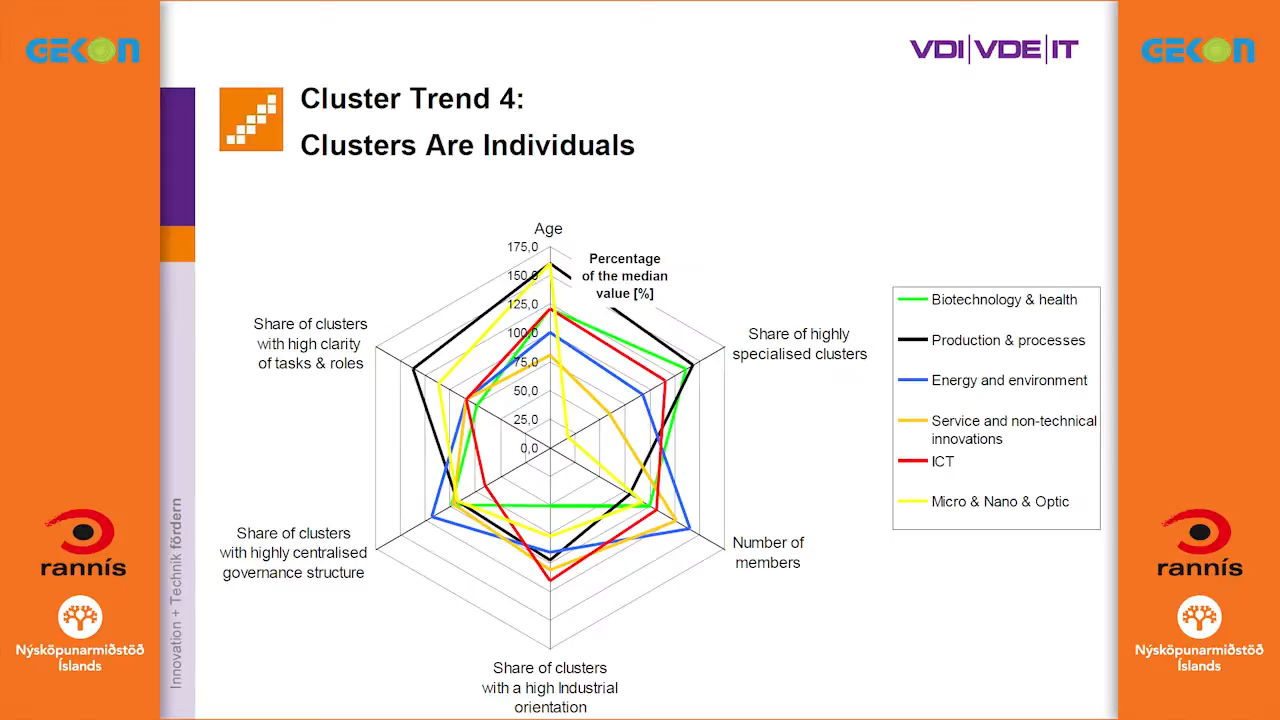 GEKON
VDI|VDE|IT
GEKON
Cluster Trend 4:
Clusters Are Individuals
Age
175,0
150,0
125,0
100,0
75,0
50,0
25,0
0,0
Percentage
of the median
value [%]
Share of highly
specialised clusters
Number of
members
Share of clusters
with a high Industrial
orientation
Share of clusters
with highly centralised
governance structure
Share of clusters
with high clarity
of tasks & roles
Biotechnology & health
Production & processes
Energy and environment
Service and non-technical
innovations
ICT
Micro & Nano & Optic
Innovation + Technik fördern
rannís
Nýsköpunarmiðstöð
Íslands
rannís
Nýsköpunarmiðstöð
Íslands